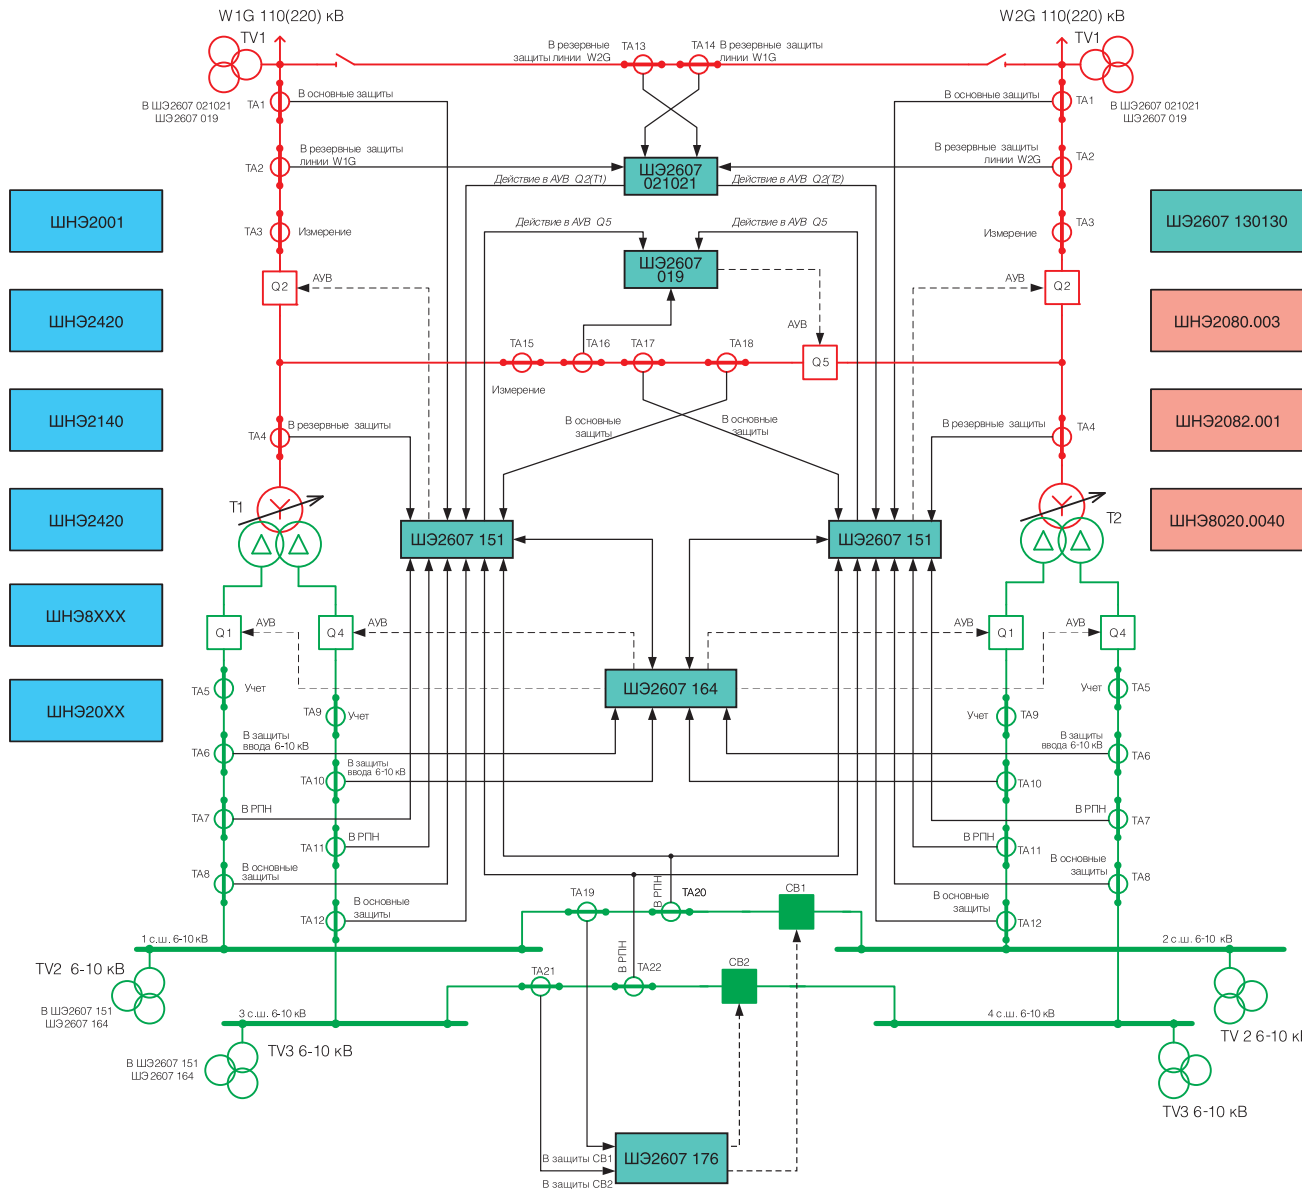 W1G 110(220) кВ
W2G 110(220) кВ
TV1
TV1
В резервные
защиты линии W2G
TA13
TA14
В резервные защиты
линии W1G
В ШЭ2607 021021
ШЭ2607 019
TA1
В основные защиты
В основные защиты
TA1
В ШЭ2607 021021
ШЭ2607 019
TA2
В резервные защиты
линии W1G
ШЭ2607
021021
В резервные защиты
линии W2G
TA2
Действие в АУВ Q2(T1)
Действие в АУВ Q2(T2)
ШНЭ2001
ШЭ2607 130130
TA3
Измерение
Действие в АУВ Q5
Действие в АУВ Q5
Измерение
TA3
ШЭ2607
019
Q2
АУВ
АУВ
Q2
ШНЭ2420
ШНЭ2080.003
АУВ
TA15
TA16
TA17
TA18
Q5
Измерение
ШНЭ2140
ШНЭ2082.001
TA4
В резервные защиты
В основные
защиты
В основные
защиты
В резервные защиты
TA4
ШНЭ2420
ШНЭ8020.0040
T1
T2
ШЭ2607 151
ШЭ2607 151
ШНЭ8XXX
Q1
АУВ
Q4
АУВ
АУВ
Q1
АУВ
Q4
ШЭ2607 164
ШНЭ20XX
TA5
Учет
TA9
Учет
Учет
TA9
Учет
TA5
TA6
В защиты
ввода 6-10 кВ
В защиты
ввода 6-10 кВ
TA6
TA10
В защиты
ввода 6-10 кВ
TA10
TA7
В РПН
В РПН
TA7
TA11
В РПН
В РПН
TA11
TA8
В основные
защиты
В основные
защиты
TA8
TA12
В основные
защиты
В основные
защиты
TA12
TA19
В РПН
TA20
СВ1
1 с.ш. 6-10 кВ
2 с.ш. 6-10 кВ
TV2 6-10 кВ
В ШЭ2607 151
ШЭ2607 164
TA21
В РПН
TA22
СВ2
3 с.ш. 6-10 кВ
4 с.ш. 6-10 кВ
TV3 6-10 кВ
TV 2 6-10 к
В ШЭ2607 151
ШЭ2607 164
TV3 6-10 кВ
ШЭ2607 176
В защиты СВ1
В защиты СВ2